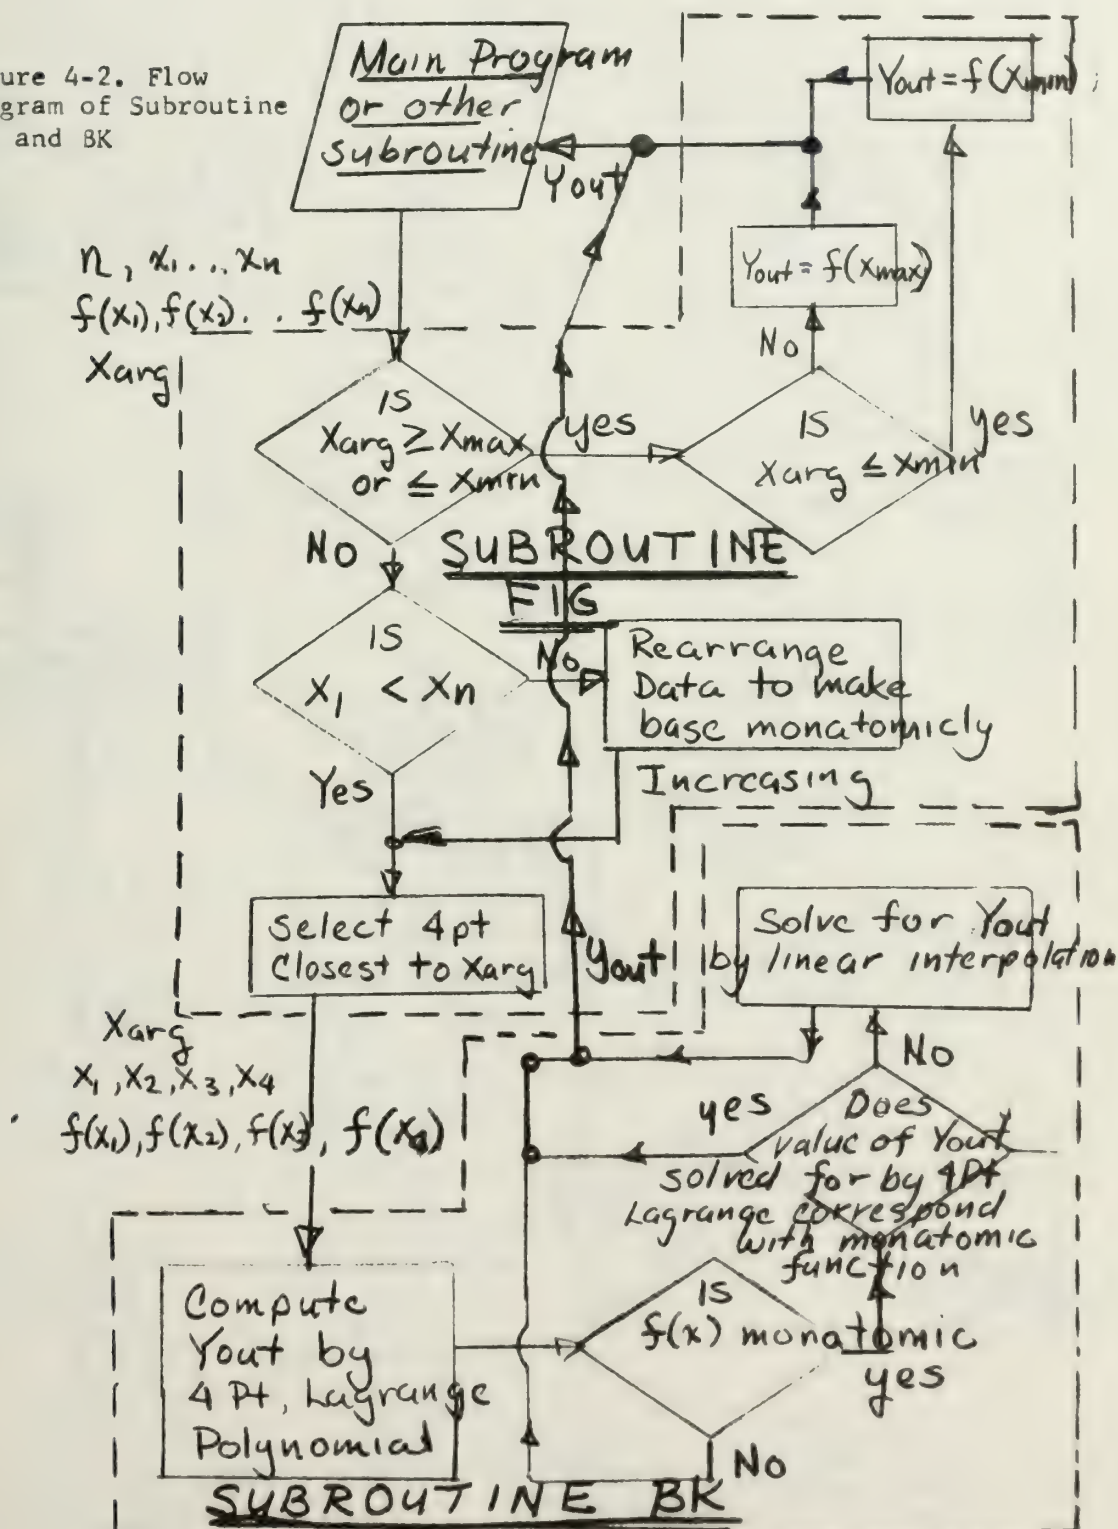 ure 4-2. Flow
gram of Subroutine
and BK
Main Program
or other
subroutine
Yout
Yout = f(Xmin)
Yout = f(Xmax)
n, x1 ... xn
f(x1), f(x2) . . f(xn)
Xarg
IS
Xarg ≥ Xmax
or ≤ Xmin
yes
No
IS
Xarg ≤ Xmin
yes
No
SUBROUTINE
FIG
IS
X1 < Xn
No
Rearrange
Data to make
base monatomicly
Increasing
Yes
Select 4pt
Closest to Xarg
Yout
Solve for Yout
by linear interpolation
Xarg
X1, X2, X3, X4
f(x1), f(x2), f(x3), f(x4)
No
yes
Does
value of Yout
solved for by 4Pt
Lagrange correspond
with monatomic
function
Compute
Yout by
4 Pt, Lagrange
Polynomial
IS
f(x) monatomic
yes
No
SUBROUTINE BK